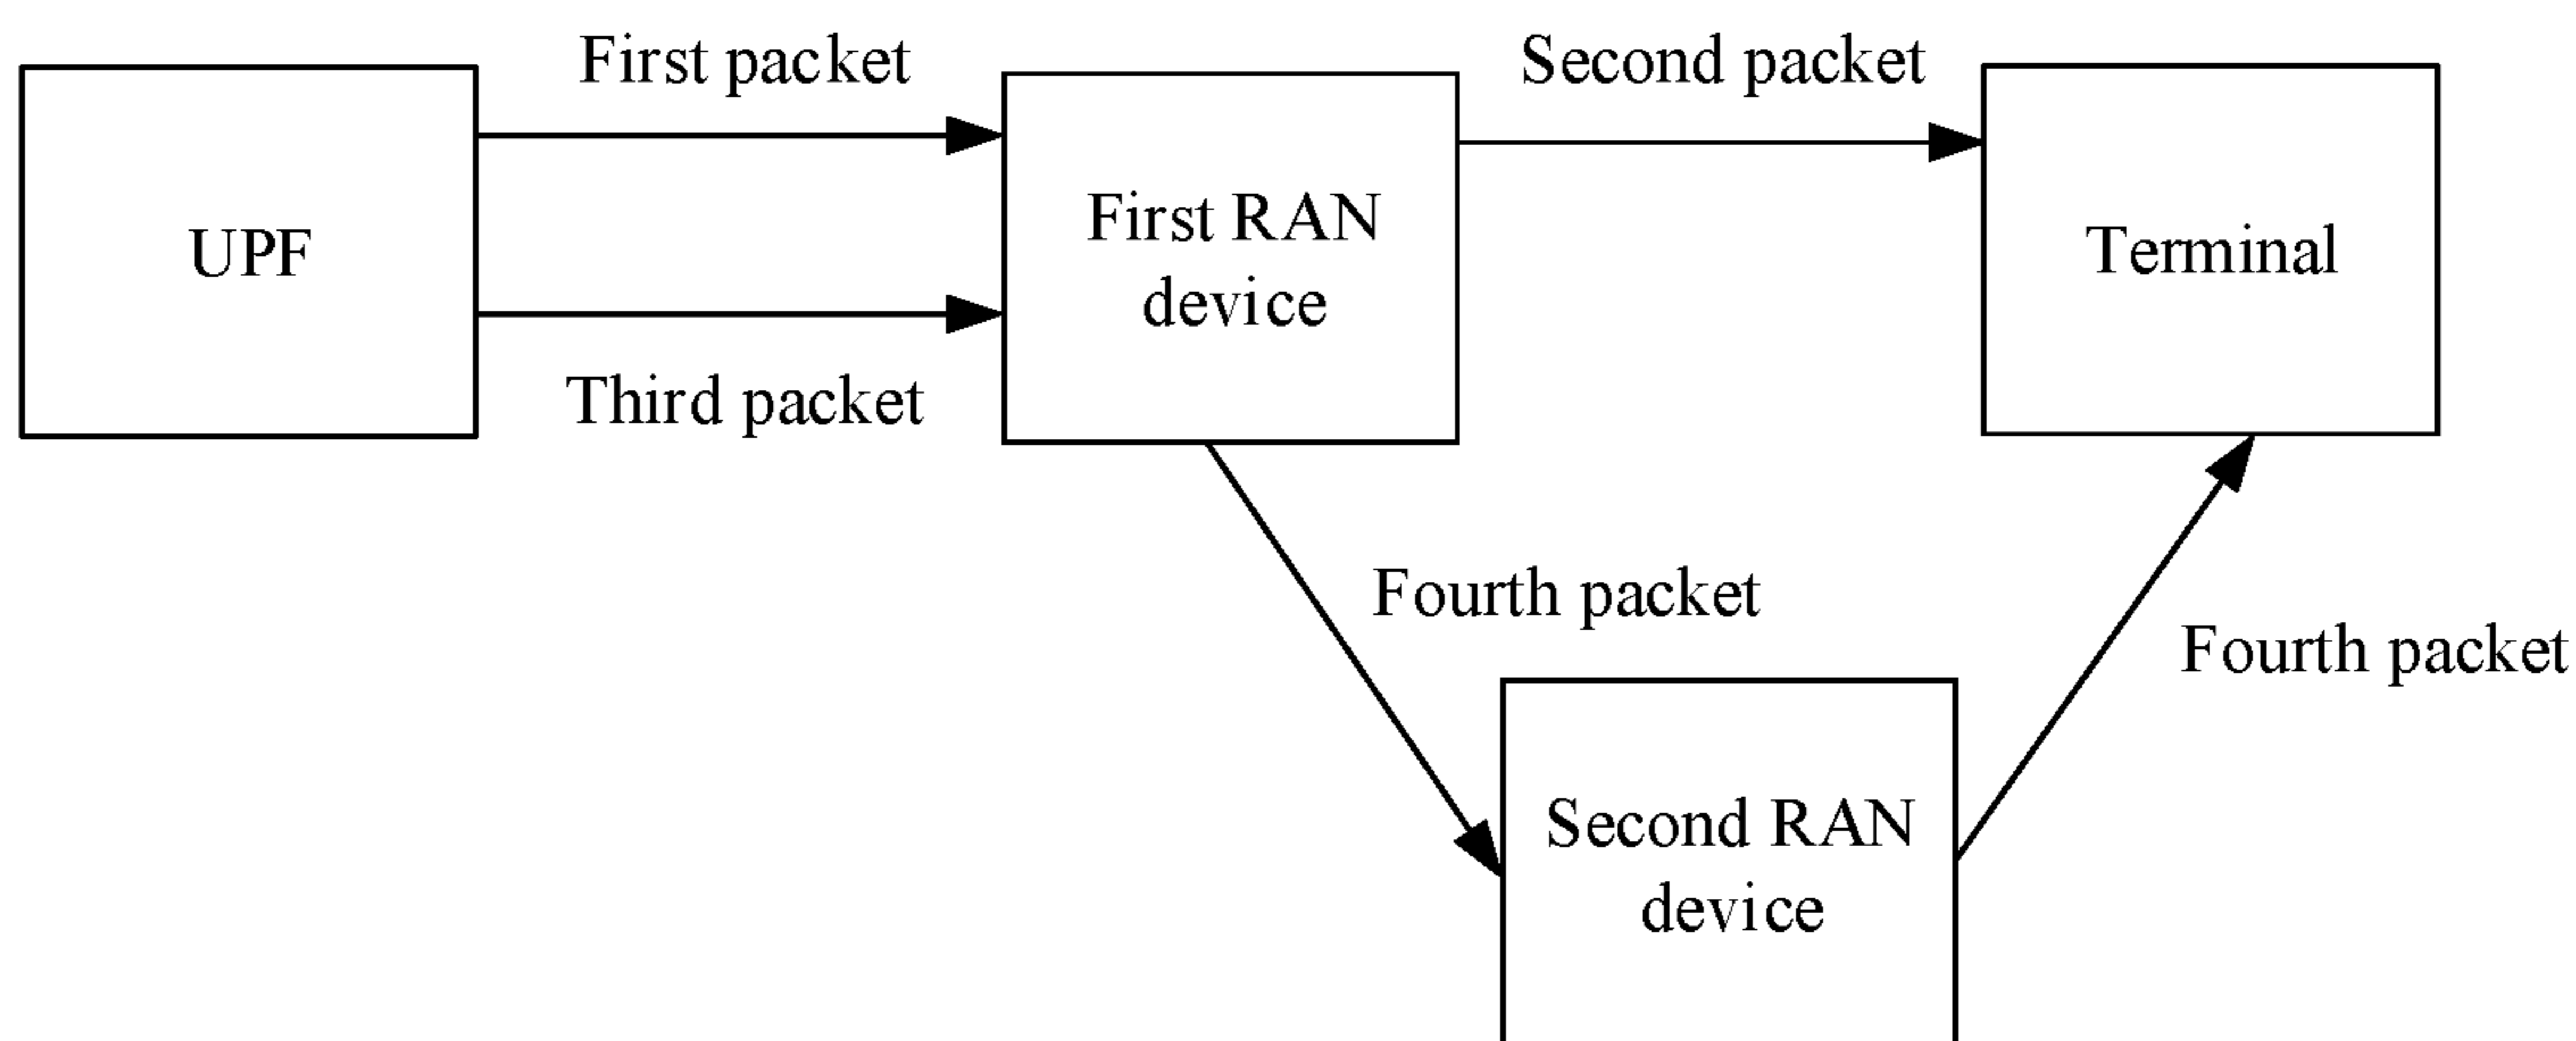 First packet
Second packet
UPF
First RAN
device
Terminal
Third packet
Fourth packet
Fourth packet
Second RAN
device